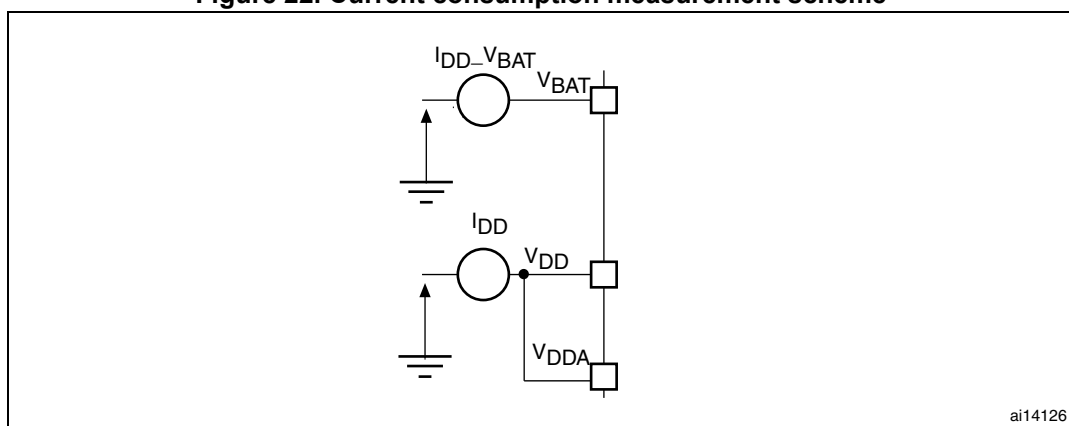 Figure 22. Current consumption measurement scheme
IDD_VBAT
VBAT
IDD
VDD
VDDA
ai14126